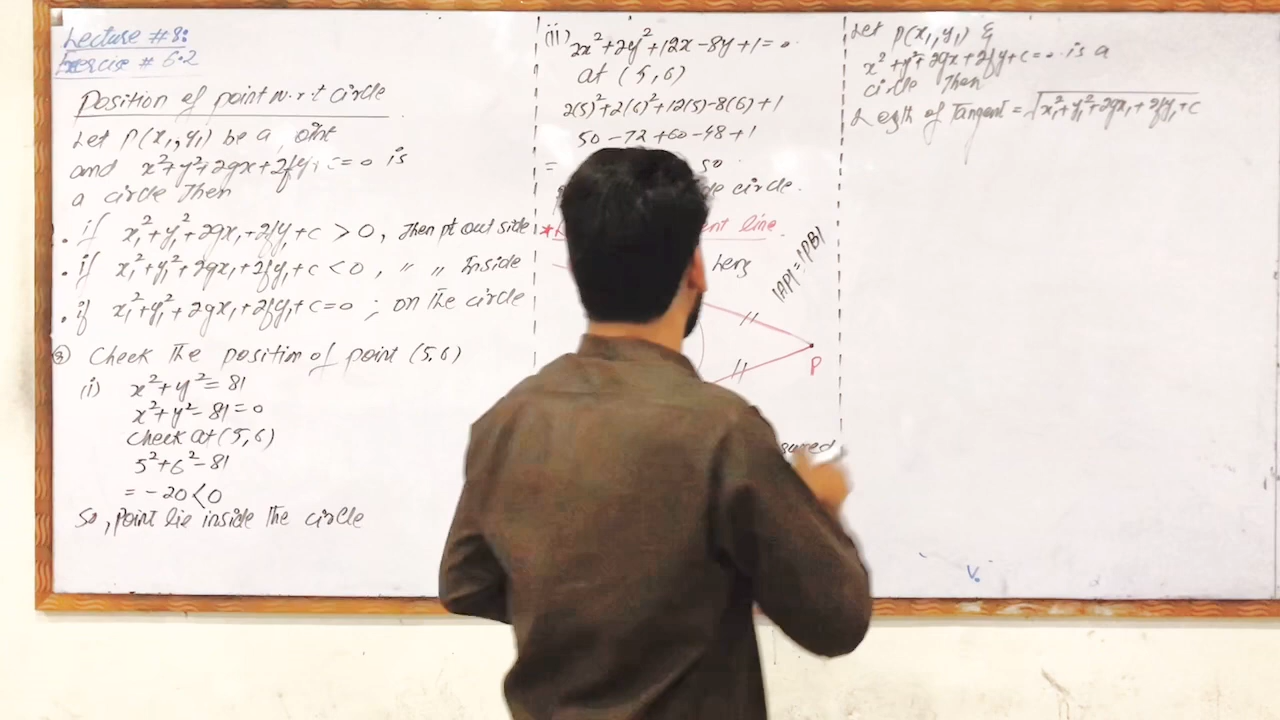 Lecture #8:
Exercise # 6.2
Position of point w.r.t circle
Let P(x₁,y₁) be a oint
and x²+y²+2gx+2fy+c=0 is
a circle Then
. if x₁²+y₁²+2gx₁+2fy₁+c > 0, Then pt out side
. if x₁²+y₁²+2gx₁+2fy₁+c < 0, " " Inside
. if x₁²+y₁²+2gx₁+2fy₁+c=0 ; on The circle
Check The position of point (5,6)
(i) x²+y²=81
x²+y²-81=0
Check at (5,6)
5²+6²-81
= -20<0
So, point lie inside The circle
(ii) 2x²+2y²+12x-8y+1=0
at (5,6)
2(5)²+2(6)²+12(5)-8(6)+1
50-72+60-48+1
= so
circle.
* line
here
|AP|=|PB|
P
Let P(x₁,y₁) &
x²+y²+2gx+2fy+c=0 is a
circle Then
Length of Tangent = √x₁²+y₁²+2gx₁+2fy₁+c